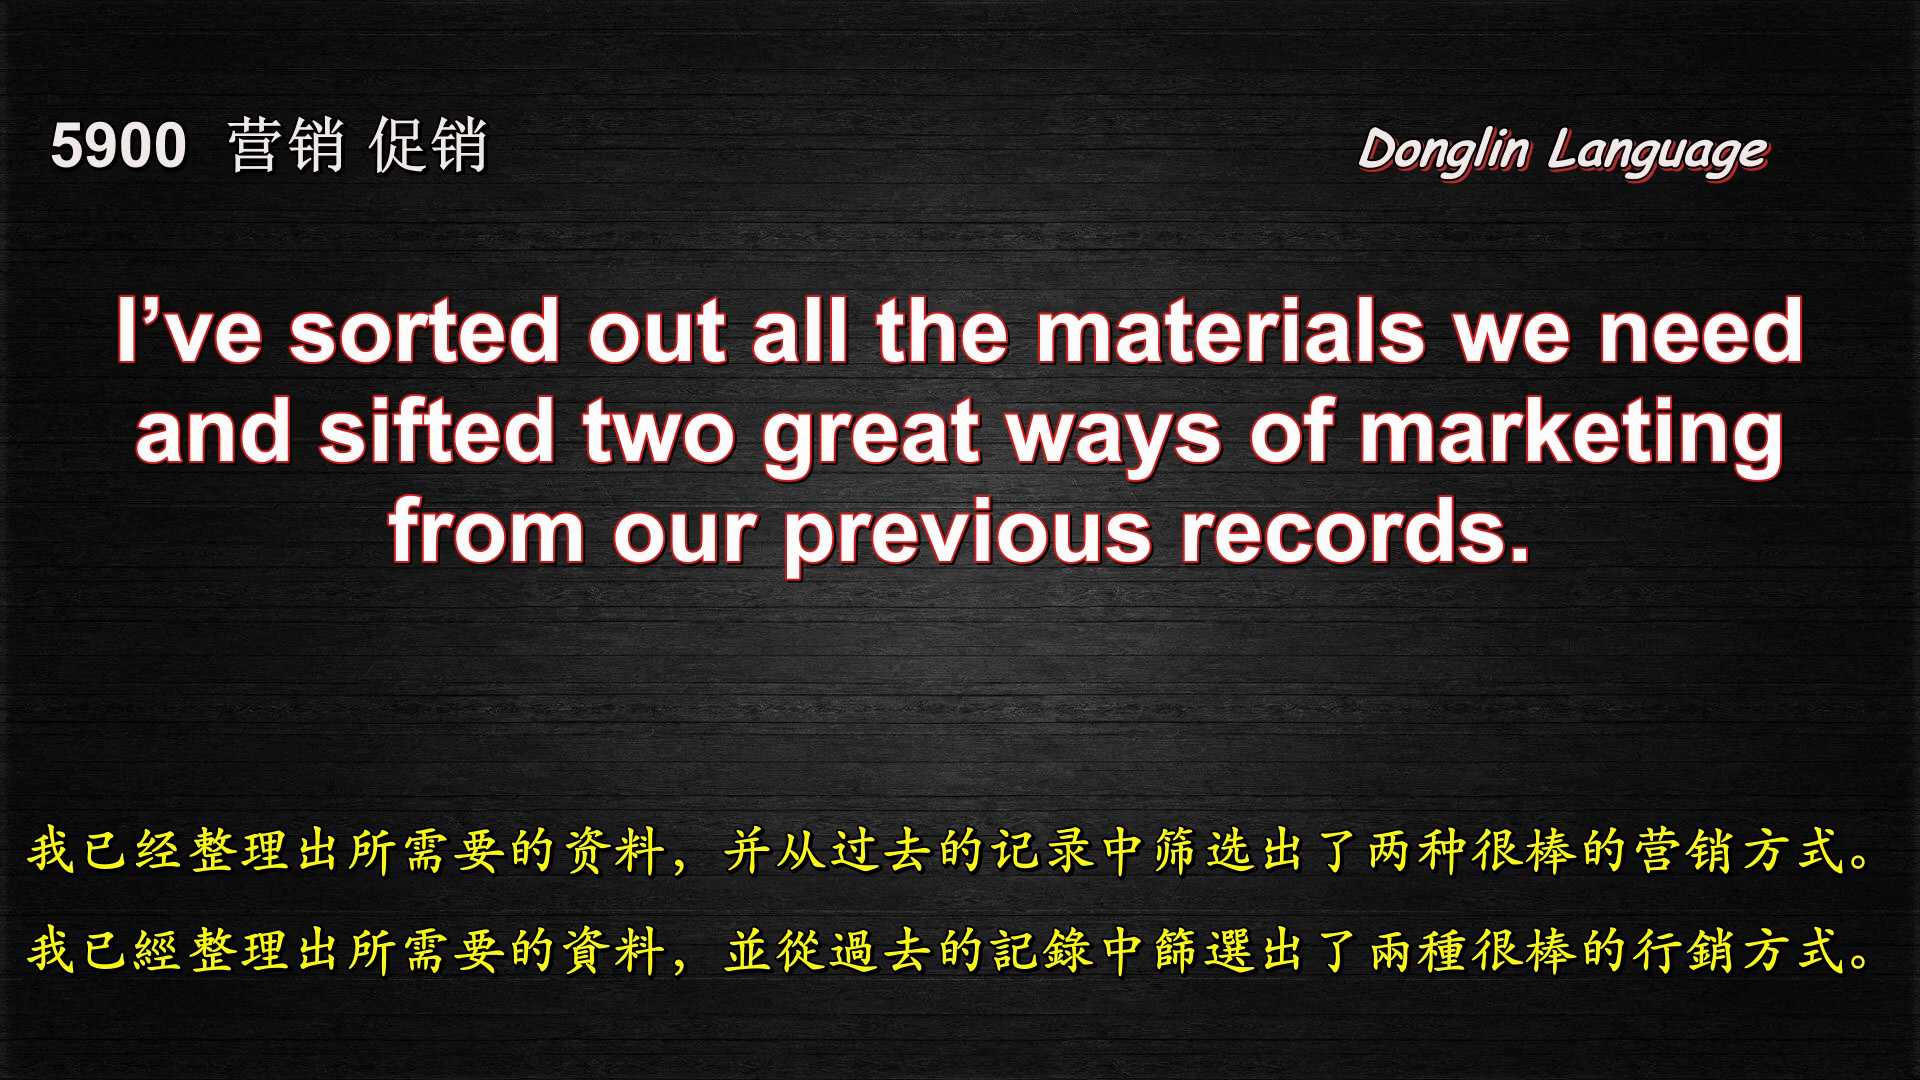 5900 营销 促销
Donglin Language
I’ve sorted out all the materials we need
and sifted two great ways of marketing
from our previous records.
我已经整理出所需要的资料，并从过去的记录中筛选出了两种很棒的营销方式。
我已經整理出所需要的資料，並從過去的記錄中篩選出了兩種很棒的行銷方式。